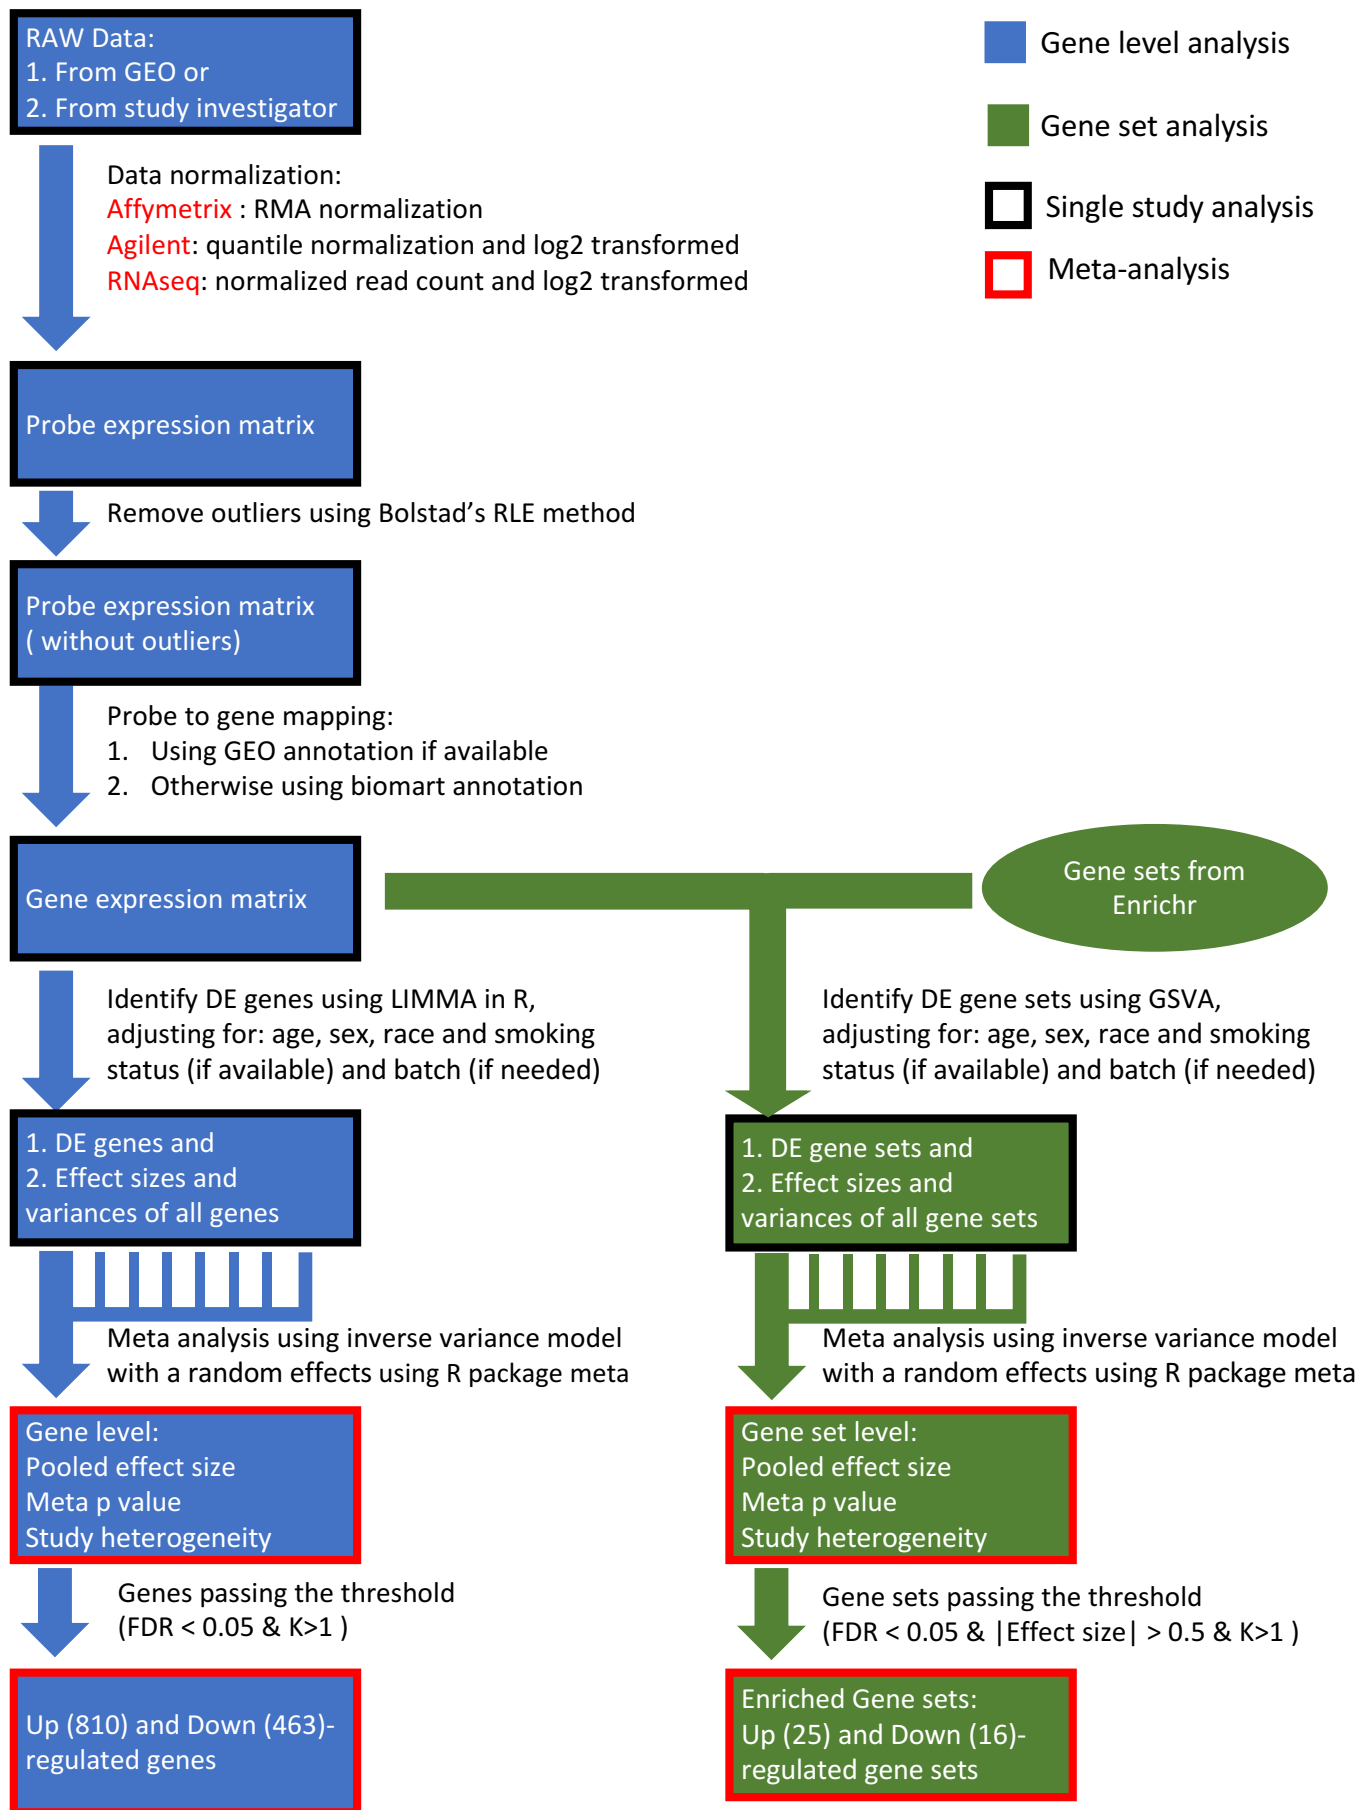 RAW Data:
1. From GEO or
2. From study investigator
Gene level analysis
Gene set analysis
Single study analysis
Meta-analysis
Data normalization:
Affymetrix : RMA normalization
Agilent: quantile normalization and log2 transformed
RNAseq: normalized read count and log2 transformed
Probe expression matrix
Remove outliers using Bolstad’s RLE method
Probe expression matrix
( without outliers)
Probe to gene mapping:
1. Using GEO annotation if available
2. Otherwise using biomart annotation
Gene expression matrix
Gene sets from
Enrichr
Identify DE genes using LIMMA in R,
adjusting for: age, sex, race and smoking
status (if available) and batch (if needed)
Identify DE gene sets using GSVA,
adjusting for: age, sex, race and smoking
status (if available) and batch (if needed)
1. DE genes and
2. Effect sizes and
variances of all genes
1. DE gene sets and
2. Effect sizes and
variances of all gene sets
Meta analysis using inverse variance model
with a random effects using R package meta
Meta analysis using inverse variance model
with a random effects using R package meta
Gene level:
Pooled effect size
Meta p value
Study heterogeneity
Gene set level:
Pooled effect size
Meta p value
Study heterogeneity
Genes passing the threshold
(FDR < 0.05 & K>1 )
Gene sets passing the threshold
(FDR < 0.05 & |Effect size| > 0.5 & K>1 )
Up (810) and Down (463)-
regulated genes
Enriched Gene sets:
Up (25) and Down (16)-
regulated gene sets